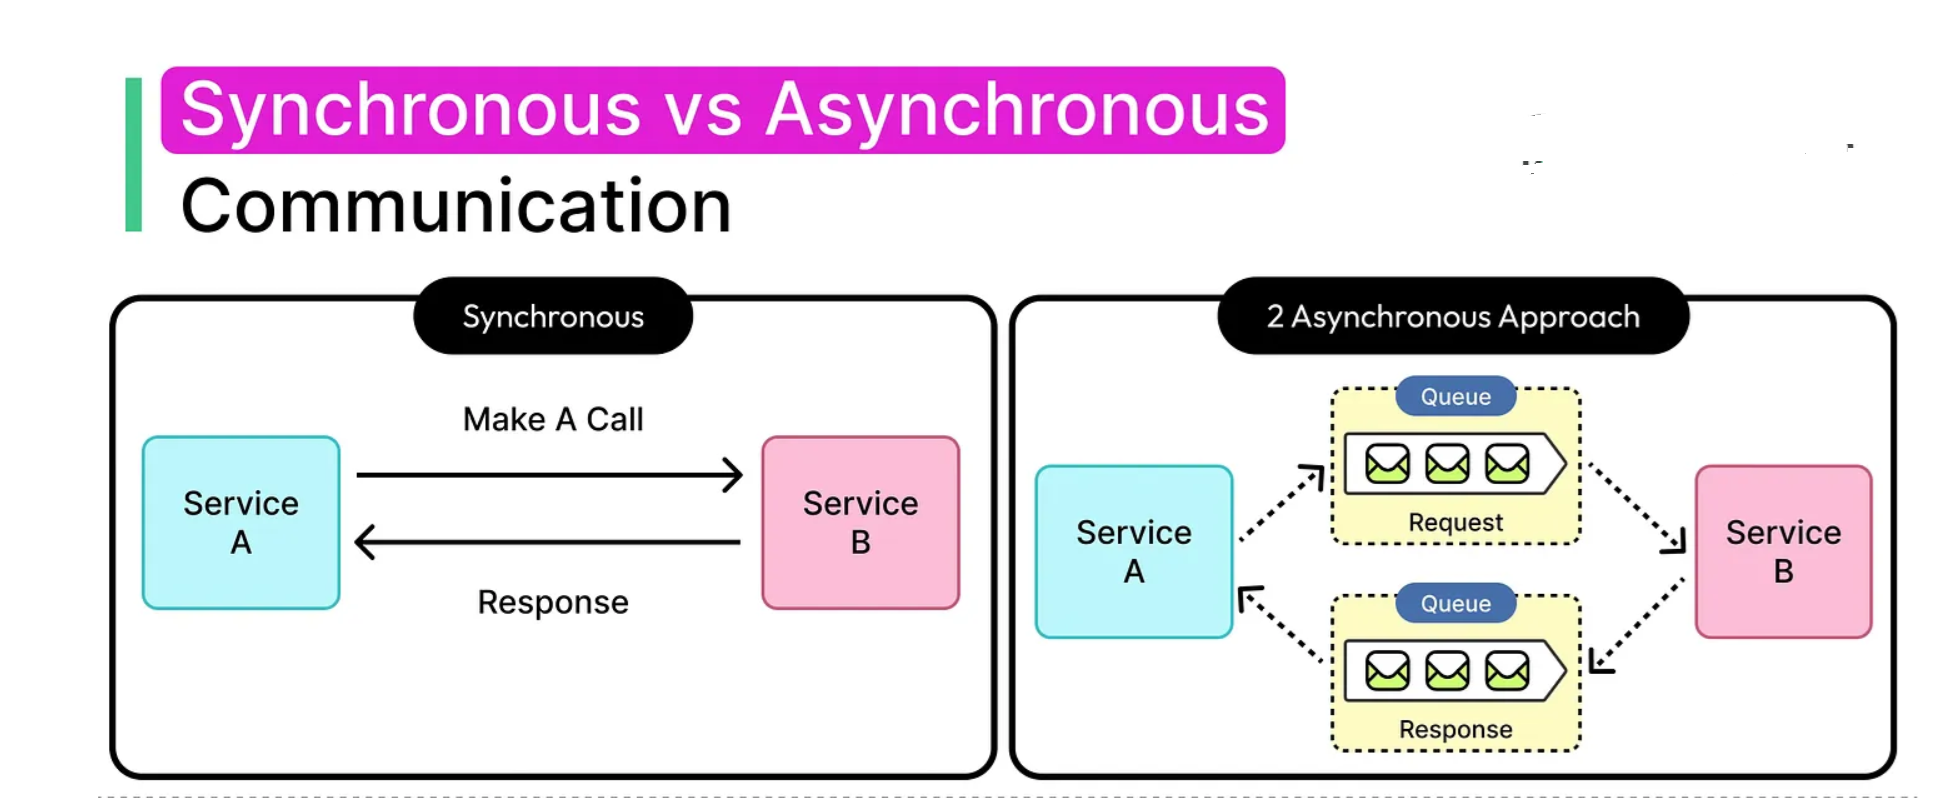 Synchronous vs Asynchronous
Communication
Synchronous
Make A Call
Service
A
Service
B
Response
2 Asynchronous Approach
Queue
Request
Service
A
Service
B
Queue
Response